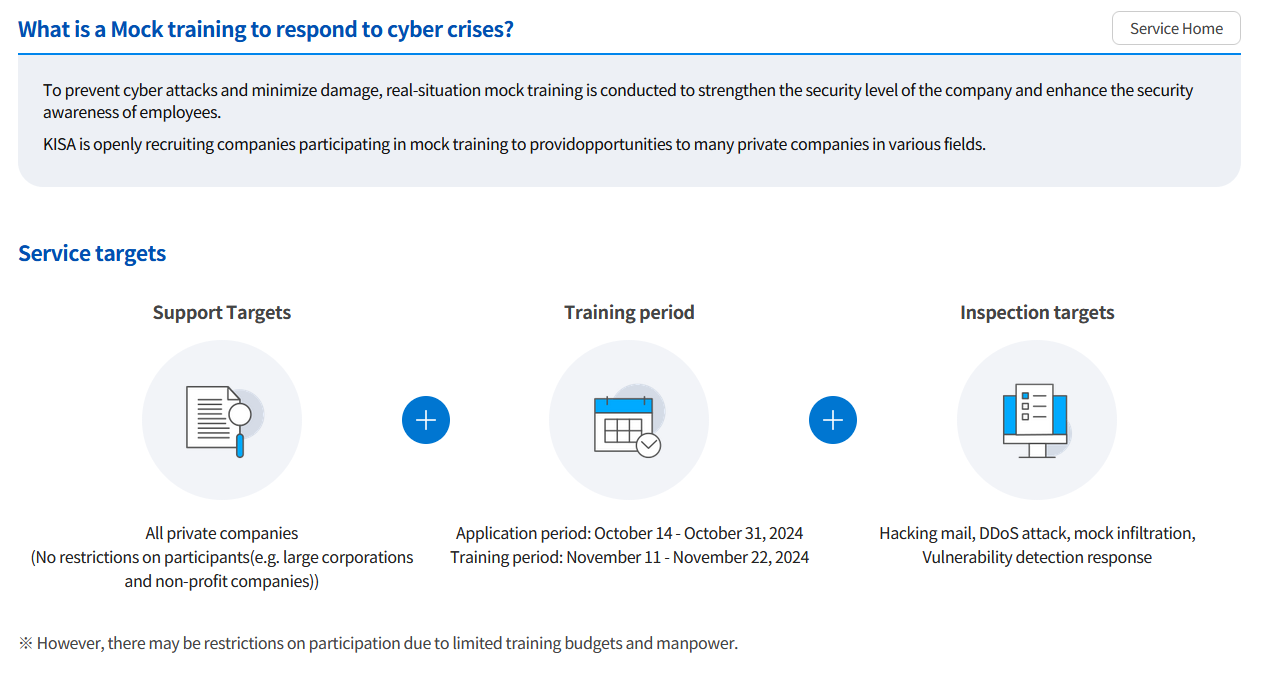 What is a Mock training to respond to cyber crises?
Service Home
To prevent cyber attacks and minimize damage, real-situation mock training is conducted to strengthen the security level of the company and enhance the security
awareness of employees.
KISA is openly recruiting companies participating in mock training to providopportunities to many private companies in various fields.
Service targets
Support Targets
Training period
Inspection targets
All private companies
(No restrictions on participants(e.g. large corporations
and non-profit companies))
Application period: October 14 - October 31, 2024
Training period: November 11 - November 22, 2024
Hacking mail, DDoS attack, mock infiltration,
Vulnerability detection response
※ However, there may be restrictions on participation due to limited training budgets and manpower.